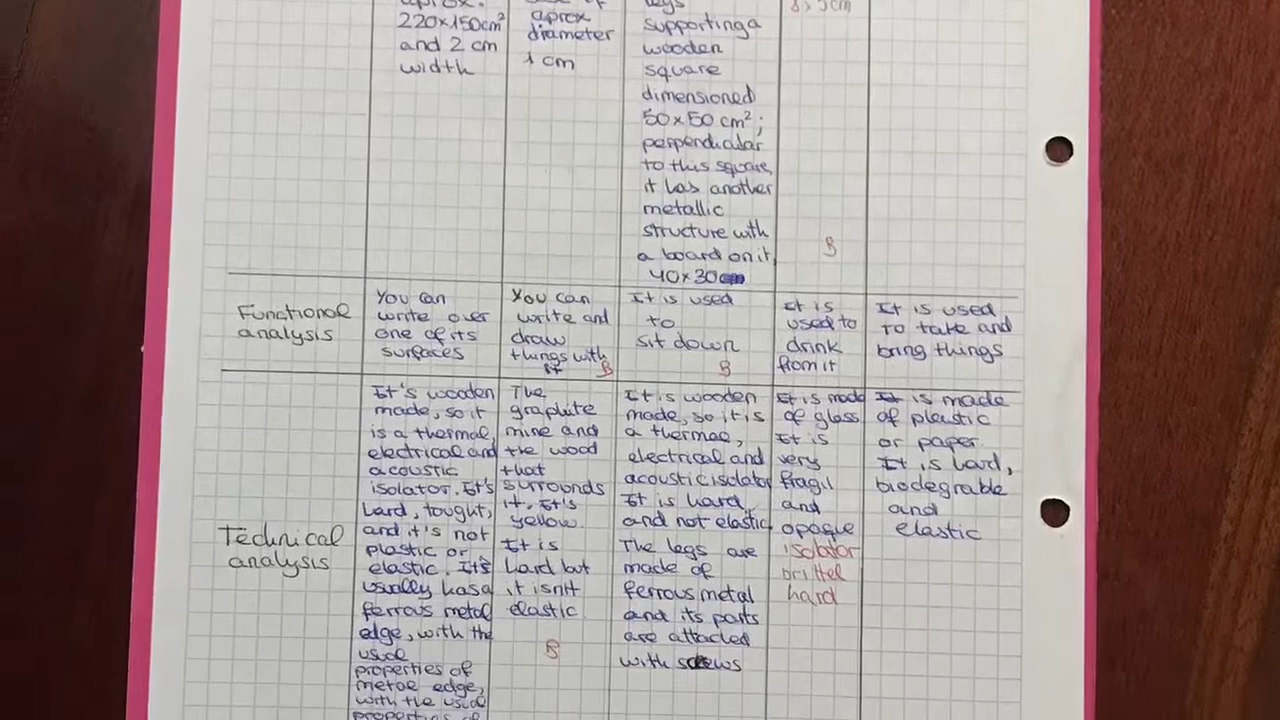 220x150cm²
and 2 cm
width
aprox
diameter
1 cm
legs
supporting a
wooden
square
dimensioned
50x50 cm²;
perpendicular
to this square,
it has another
metallic
structure with
a board on it
40x30
B
Functional
analysis
You can
write over
one of its
surfaces
You can
write and
draw
things with
it
B
It is used
to
sit down
B
It is
used to
drink
from it
It is used
to take and
bring things
Technical
analysis
It's wooden
made, so it
is a thermal,
electrical and
acoustic
isolator. It's
hard, tought,
and it's not
plastic or
elastic. It's
usually has a
ferrous metal
edge, with the
usual
properties of
metal edge,
with the usual
properties of
The
graphite
mine and
the wood
that
surrounds
it. It's
yellow
It is
hard but
it isn't
elastic
B
It is wooden
made, so it is
a thermal,
electrical and
acoustic isolator
It is hard,
and not elastic
The legs are
made of
ferrous metal
and its parts
are attached
with screws
It is made
of glass
It is
very
fragil
and
opaque
isolator
brittel
hard
It is made
of plastic
or paper.
It is hard,
biodegrable
and
elastic